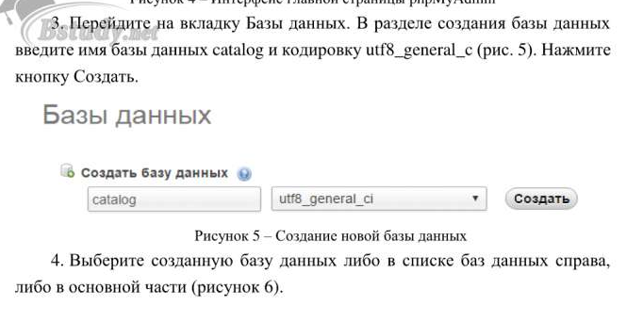 Рисунок 4 – Интерфейс главной страницы phpMyAdmin
3. Перейдите на вкладку Базы данных. В разделе создания базы данных
введите имя базы данных catalog и кодировку utf8_general_c (рис. 5). Нажмите
кнопку Создать.
Bstudy.net
Базы данных
Создать базу данных
catalog utf8_general_ci Создать
Рисунок 5 – Создание новой базы данных
4. Выберите созданную базу данных либо в списке баз данных справа,
либо в основной части (рисунок 6).